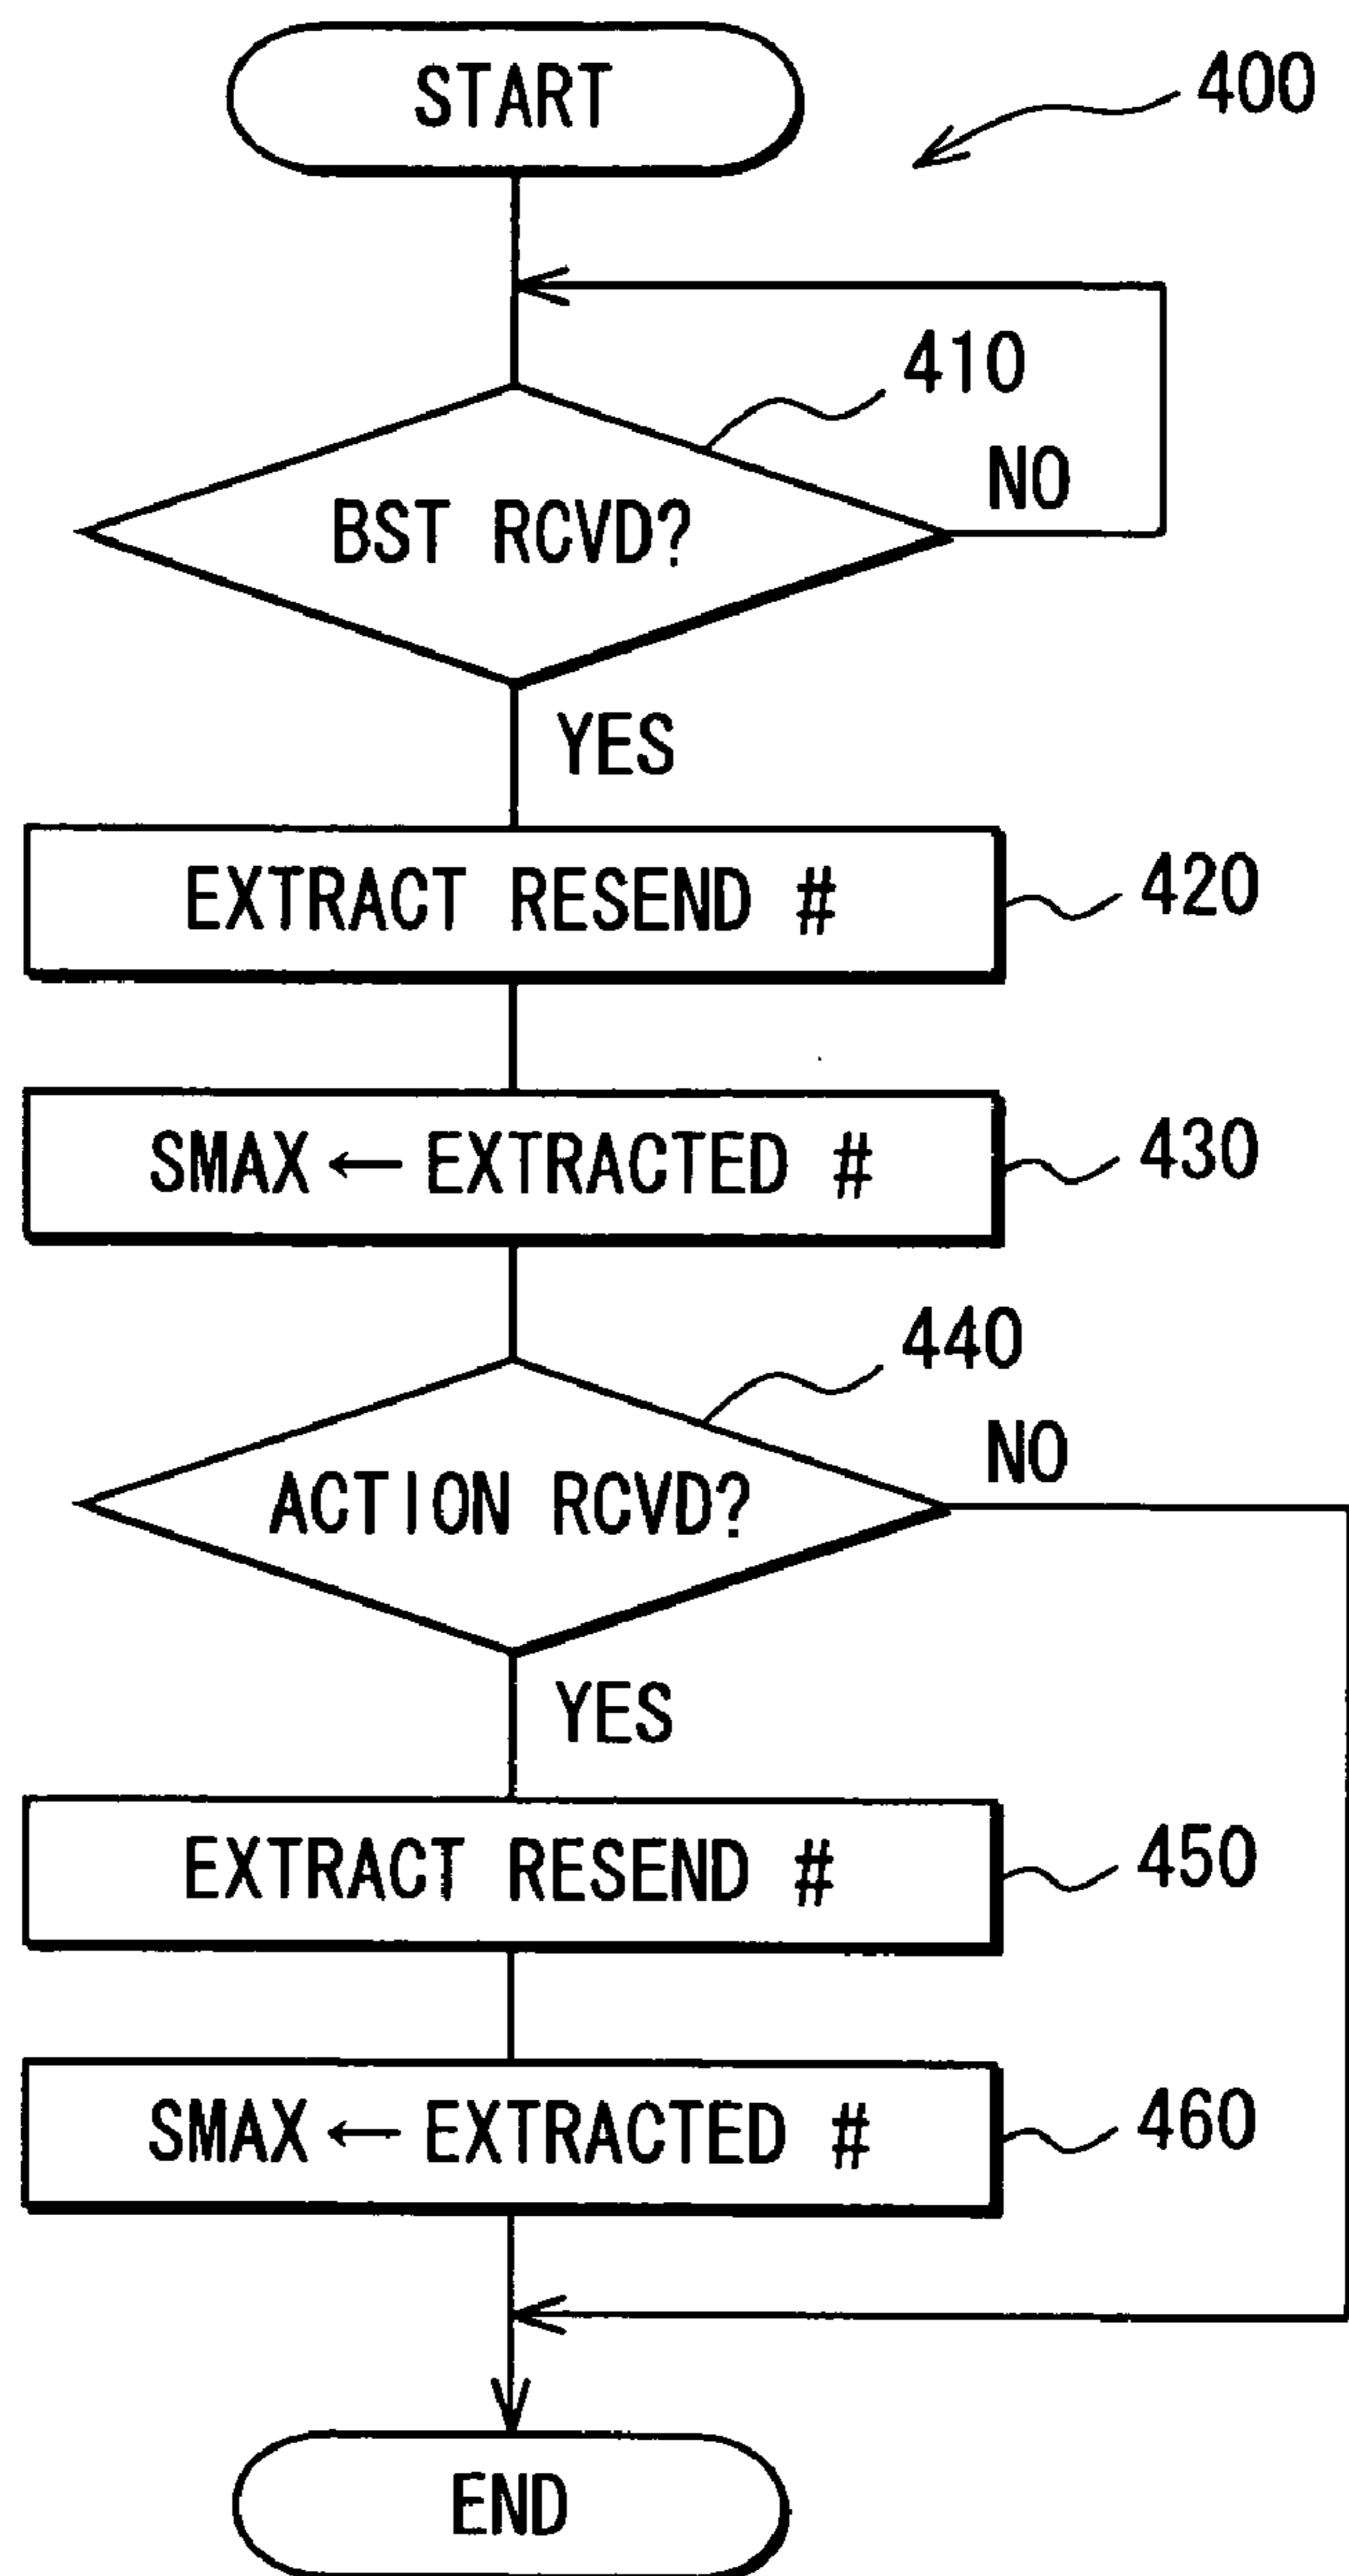 START
400
410
BST RCVD?
NO
YES
EXTRACT RESEND #
420
SMAX ← EXTRACTED #
430
440
ACTION RCVD?
NO
YES
EXTRACT RESEND #
450
SMAX ← EXTRACTED #
460
END